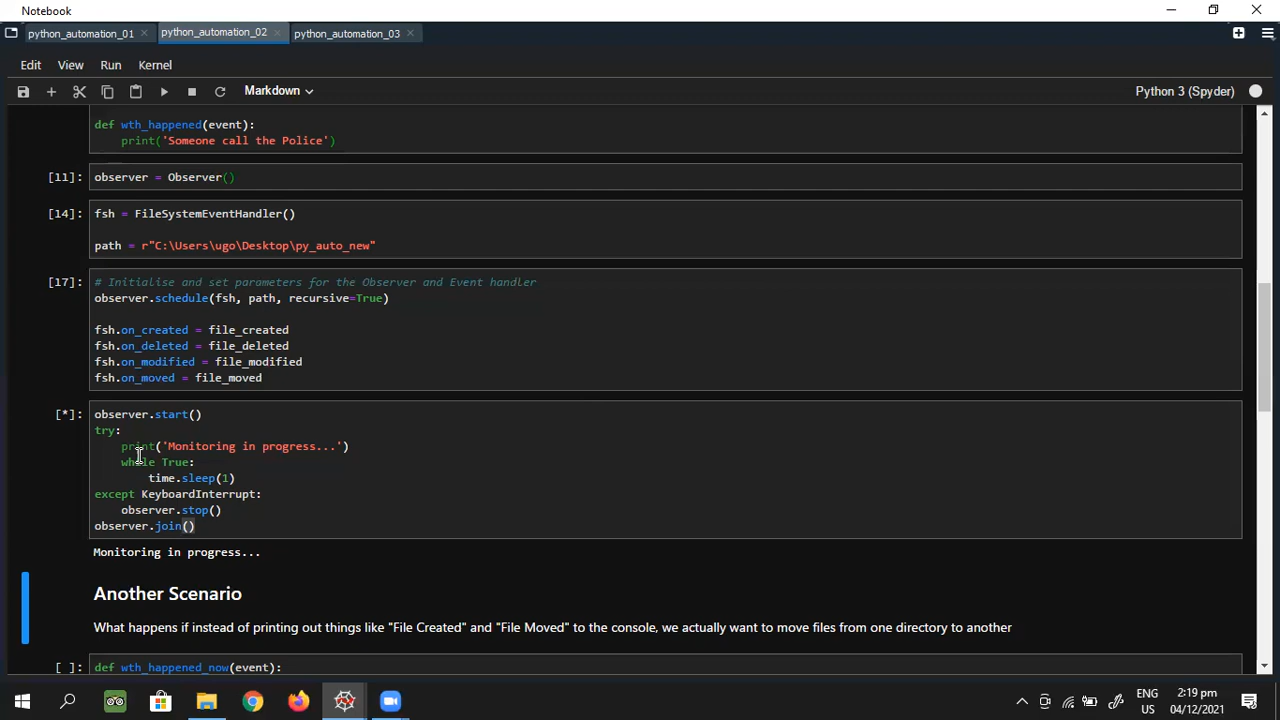 Notebook
python_automation_01
python_automation_02
python_automation_03
Edit View Run Kernel
Markdown
Python 3 (Spyder)
def wth_happened(event):
print('Someone call the Police')
[11]: observer = Observer()
[14]: fsh = FileSystemEventHandler()
path = r"C:\Users\ugo\Desktop\py_auto_new"
[17]: # Initialise and set parameters for the Observer and Event handler
observer.schedule(fsh, path, recursive=True)
fsh.on_created = file_created
fsh.on_deleted = file_deleted
fsh.on_modified = file_modified
fsh.on_moved = file_moved
[*]: observer.start()
try:
print('Monitoring in progress...')
while True:
time.sleep(1)
except KeyboardInterrupt:
observer.stop()
observer.join()
Monitoring in progress...
Another Scenario
What happens if instead of printing out things like "File Created" and "File Moved" to the console, we actually want to move files from one directory to another
[ ]: def wth_happened_now(event):
ENG
US
2:19 pm
04/12/2021